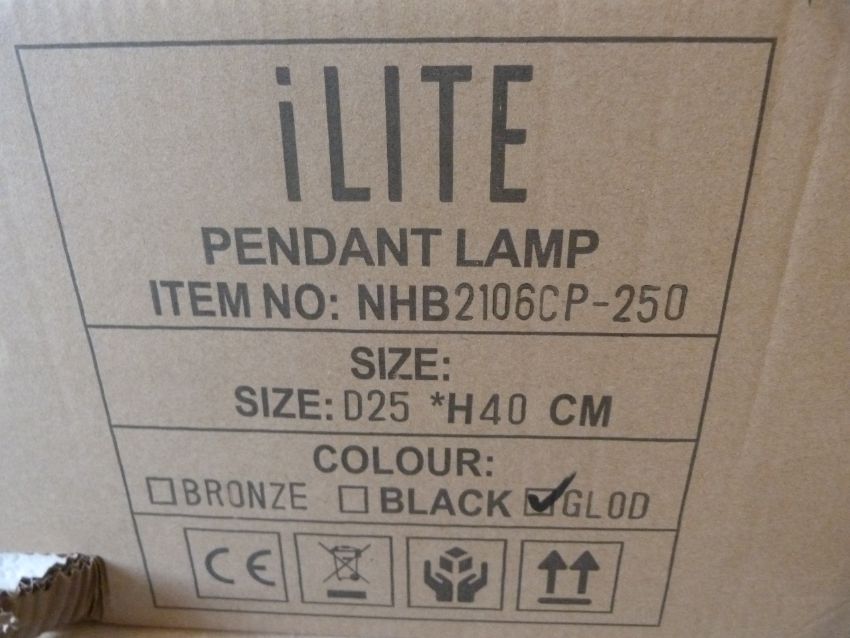 iLITE
PENDANT LAMP
ITEM NO: NHB2106CP-250
SIZE:
SIZE: D25 *H40 CM
COLOUR:
☐BRONZE ☐BLACK ☑GLOD
CE